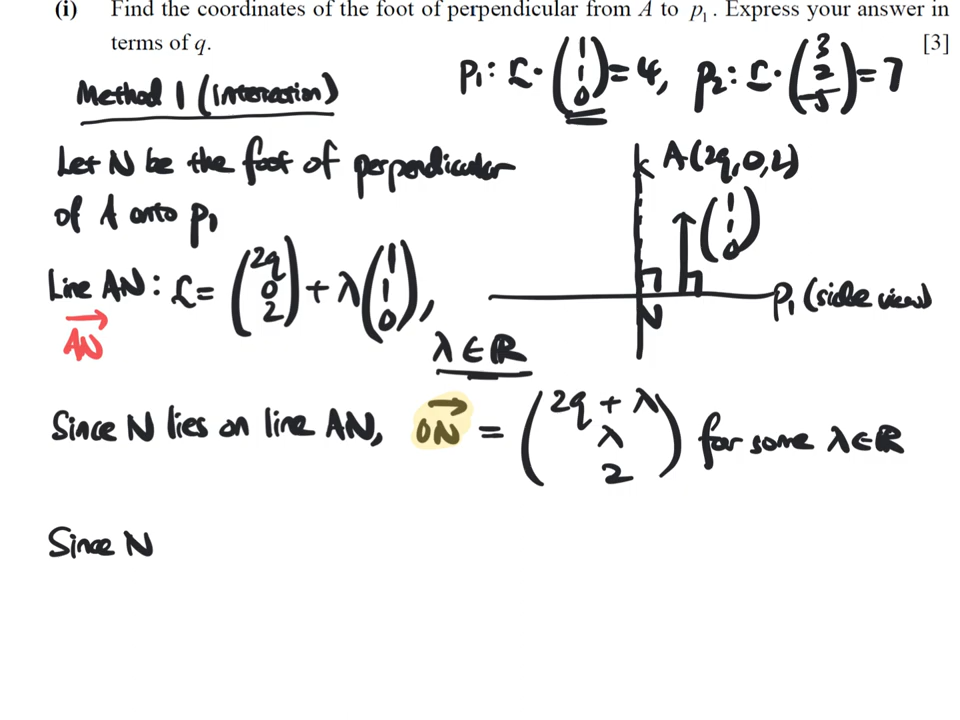 (i) Find the coordinates of the foot of perpendicular from A to p₁. Express your answer in
terms of q. [3]
Method 1 (Intersection)
p₁: r · (1 1 0) = 4, p₂: r · (3 2 -5) = 7
Let N be the foot of perpendicular
of A onto p₁
A(2q, 0, 2)
(1 1 0)
N
p₁ (side view)
Line AN: r = (2q 0 2) + λ(1 1 0),
λ ∈ ℝ
AN
Since N lies on line AN, ON = (2q + λ λ 2) for some λ ∈ ℝ
Since N